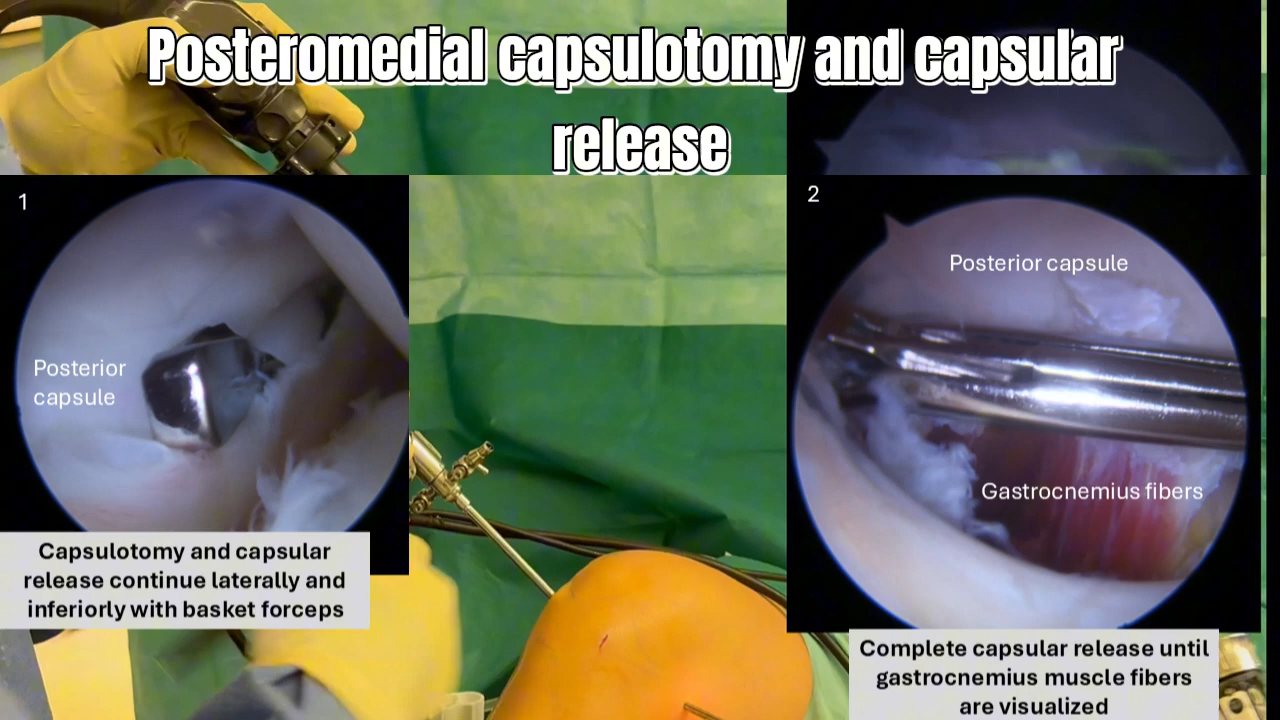 Posteromedial capsulotomy and capsular
release
1
Posterior
capsule
Capsulotomy and capsular
release continue laterally and
inferiorly with basket forceps
2
Posterior capsule
Gastrocnemius fibers
Complete capsular release until
gastrocnemius muscle fibers
are visualized